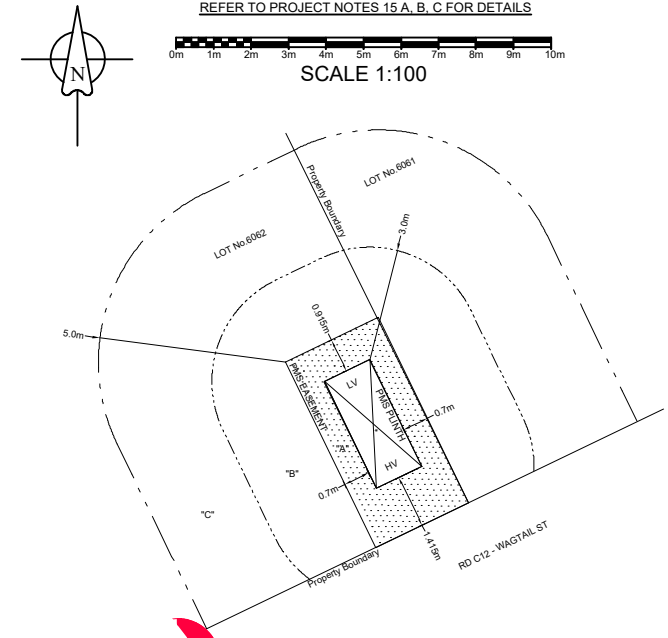 REFER TO PROJECT NOTES 15 A, B, C FOR DETAILS
0m 1m 2m 3m 4m 5m 6m 7m 8m 9m 10m
SCALE 1:100
N
Property Boundary
LOT No.6061
LOT No.6062
3.0m
5.0m
0.915m
PMS EASEMENT
LV
PMS PLINTH
0.7m
"A"
HV
"B"
0.7m
"C"
1.415m
RD C12 - WAGTAIL ST
Property Boundary